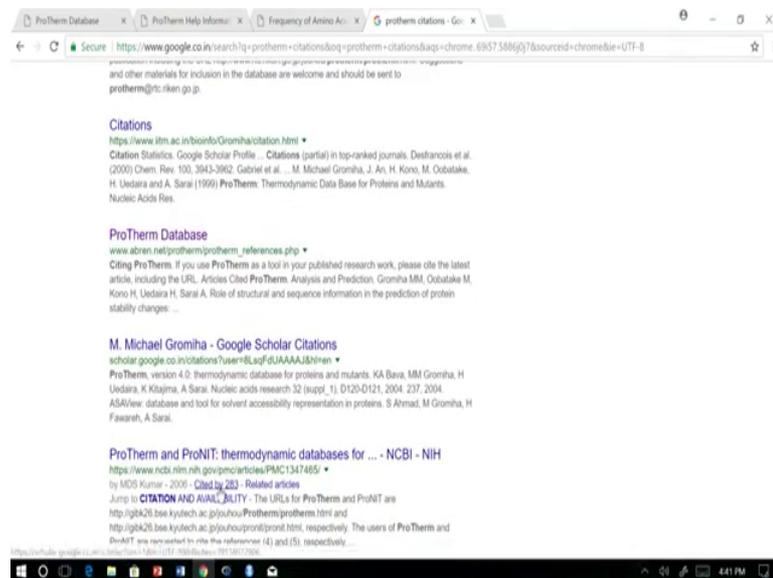 ProTherm Database
ProTherm Help Informat
Frequency of Amino Ac
protherm citations - Goo
Secure https://www.google.co.in/search?q=protherm+citations&oq=protherm+citations&aqs=chrome..69i57.5886j0j7&sourceid=chrome&ie=UTF-8
and other materials for inclusion in the database are welcome and should be sent to
protherm@rtc.riken.go.jp.
Citations
https://www.iitm.ac.in/bioinfo/Gromiha/citation.html
Citation Statistics. Google Scholar Profile ... Citations (partial) in top-ranked journals. Desfrancois et al.
(2000) Chem. Rev. 100, 3943-3962. Gabriel et al. ... M. Michael Gromiha, J. An, H. Kono, M. Oobatake,
H. Uedaira and A. Sarai (1999) ProTherm: Thermodynamic Data Base for Proteins and Mutants.
Nucleic Acids Res.
ProTherm Database
www.abren.net/protherm/protherm_references.php
Citing ProTherm. If you use ProTherm as a tool in your published research work, please cite the latest
article, including the URL. Articles Cited ProTherm. Analysis and Prediction. Gromiha MM, Oobatake M,
Kono H, Uedaira H, Sarai A. Role of structural and sequence information in the prediction of protein
stability changes: ...
M. Michael Gromiha - Google Scholar Citations
scholar.google.co.in/citations?user=8LsqFdUAAAAJ&hl=en
ProTherm, version 4.0: thermodynamic database for proteins and mutants. KA Bava, MM Gromiha, H
Uedaira, K Kitajima, A Sarai. Nucleic acids research 32 (suppl_1), D120-D121, 2004. 237, 2004.
ASAView: database and tool for solvent accessibility representation in proteins. S Ahmad, M Gromiha, H
Fawareh, A Sarai.
ProTherm and ProNIT: thermodynamic databases for ... - NCBI - NIH
https://www.ncbi.nlm.nih.gov/pmc/articles/PMC1347465/
by MDS Kumar - 2006 - Cited by 283 - Related articles
Jump to CITATION AND AVAILABILITY - The URLs for ProTherm and ProNIT are
http://gibk26.bse.kyutech.ac.jp/jouhou/Protherm/protherm.html and
http://gibk26.bse.kyutech.ac.jp/jouhou/pronit/pronit.html, respectively. The users of ProTherm and
ProNIT are requested to cite the references (4) and (5), respectively.
4:41 PM